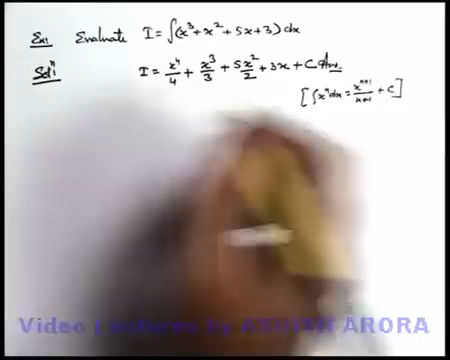 Ex: Evaluate I = ∫(x³ + x² + 5x + 3) dx
Solⁿ I = x⁴/4 + x³/3 + 5x²/2 + 3x + C Ans.
[∫xⁿdx = xⁿ⁺¹/n+1 + C]
Video Lectures by ASHISH ARORA